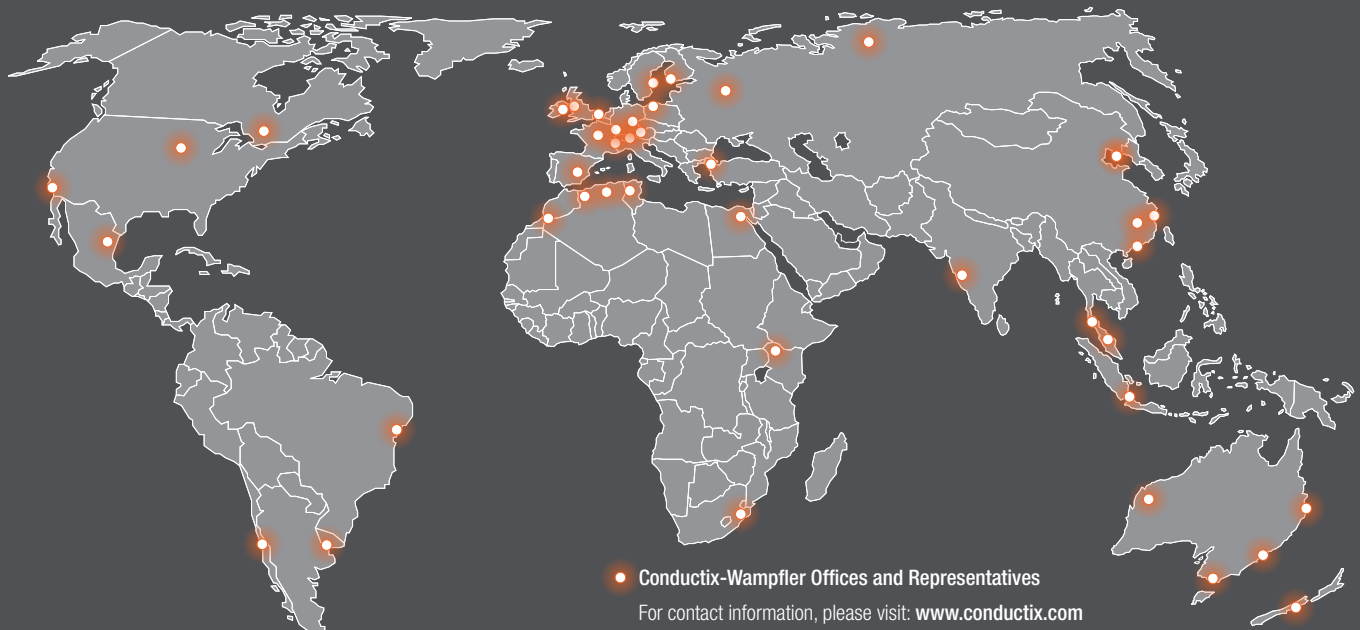 Conductix-Wampfler Offices and Representatives
For contact information, please visit: www.conductix.com